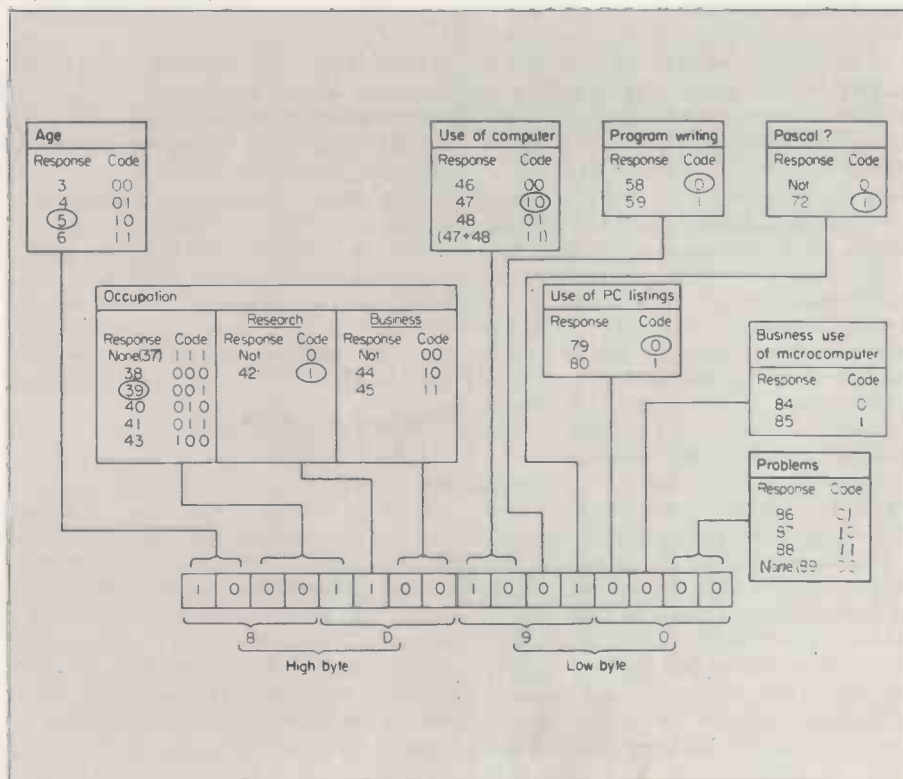 Age
Response Code
3 00
4 01
5 10
6 11
Use of computer
Response Code
46 00
47 10
48 01
(47+48 11)
Program writing
Response Code
58 0
59 1
Pascal ?
Response Code
Not 0
72 1
Occupation
Response Code
None(37) 111
38 000
39 001
40 010
41 011
43 100
Research
Response Code
Not 0
42 1
Business
Response Code
Not 00
44 10
45 11
Use of PC listings
Response Code
79 0
80 1
Business use
of microcomputer
Response Code
84 0
85 1
Problems
Response Code
86 01
87 10
88 11
None (89
1 0 0 0 1 1 0 0 1 0 0 1 0 0 0 0
8 D 9 0
High byte Low byte